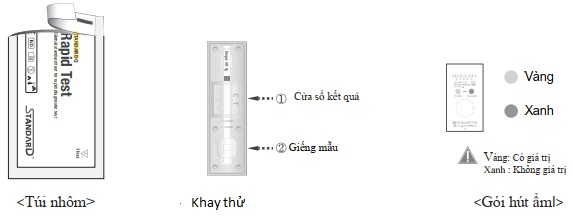 STANDARD Q
Rapid Test
STANDARD
C T
① Cửa sổ kết quả
② Giếng mẫu
Vàng
Xanh
Vàng: Có giá trị
Xanh : Không giá trị
<Túi nhôm>
Khay thử
<Gói hút ẩm>